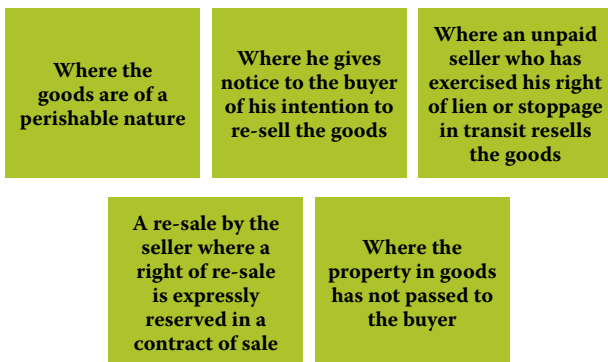 Where the
goods are of a
perishable nature
Where he gives
notice to the buyer
of his intention to
re-sell the goods
Where an unpaid
seller who has
exercised his right
of lien or stoppage
in transit resells
the goods
A re-sale by the
seller where a
right of re-sale
is expressly
reserved in a
contract of sale
Where the
property in goods
has not passed to
the buyer